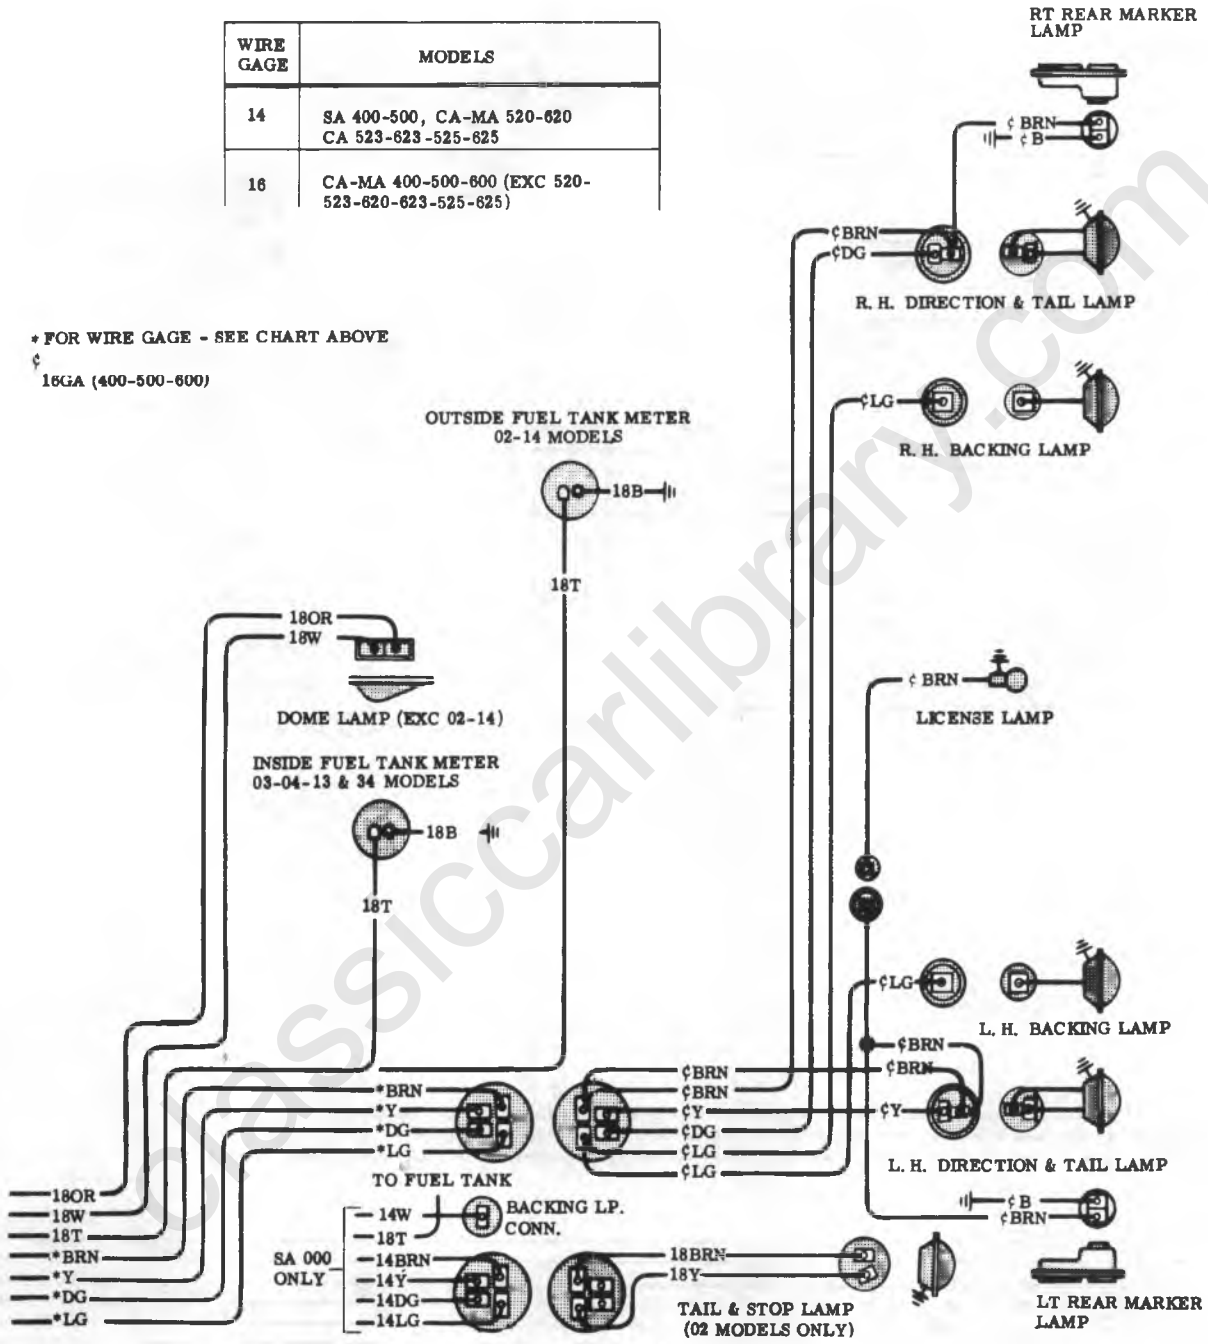 RT REAR MARKER
LAMP
WIRE
GAGE
MODELS
14
SA 400-500, CA-MA 520-620
CA 523-623-525-625
16
CA-MA 400-500-600 (EXC 520-
523-620-623-525-625)
¢ BRN
¢ B
¢BRN
¢DG
R. H. DIRECTION & TAIL LAMP
* FOR WIRE GAGE - SEE CHART ABOVE
¢
16GA (400-500-600)
¢LG
R. H. BACKING LAMP
OUTSIDE FUEL TANK METER
02-14 MODELS
18B
18T
18OR
18W
DOME LAMP (EXC 02-14)
¢ BRN
LICENSE LAMP
INSIDE FUEL TANK METER
03-04-13 & 34 MODELS
18B
18T
¢LG
L. H. BACKING LAMP
¢BRN
¢BRN
¢BRN
¢BRN
*BRN
*Y
¢Y
¢Y
*DG
¢DG
*LG
¢LG
¢LG
L. H. DIRECTION & TAIL LAMP
TO FUEL TANK
18OR
18W
18T
*BRN
*Y
*DG
*LG
SA 000
ONLY
14W
18T
14BRN
14Y
14DG
14LG
BACKING LP.
CONN.
18BRN
18Y
TAIL & STOP LAMP
(02 MODELS ONLY)
¢ B
¢BRN
LT REAR MARKER
LAMP
classiccarlibrary.com